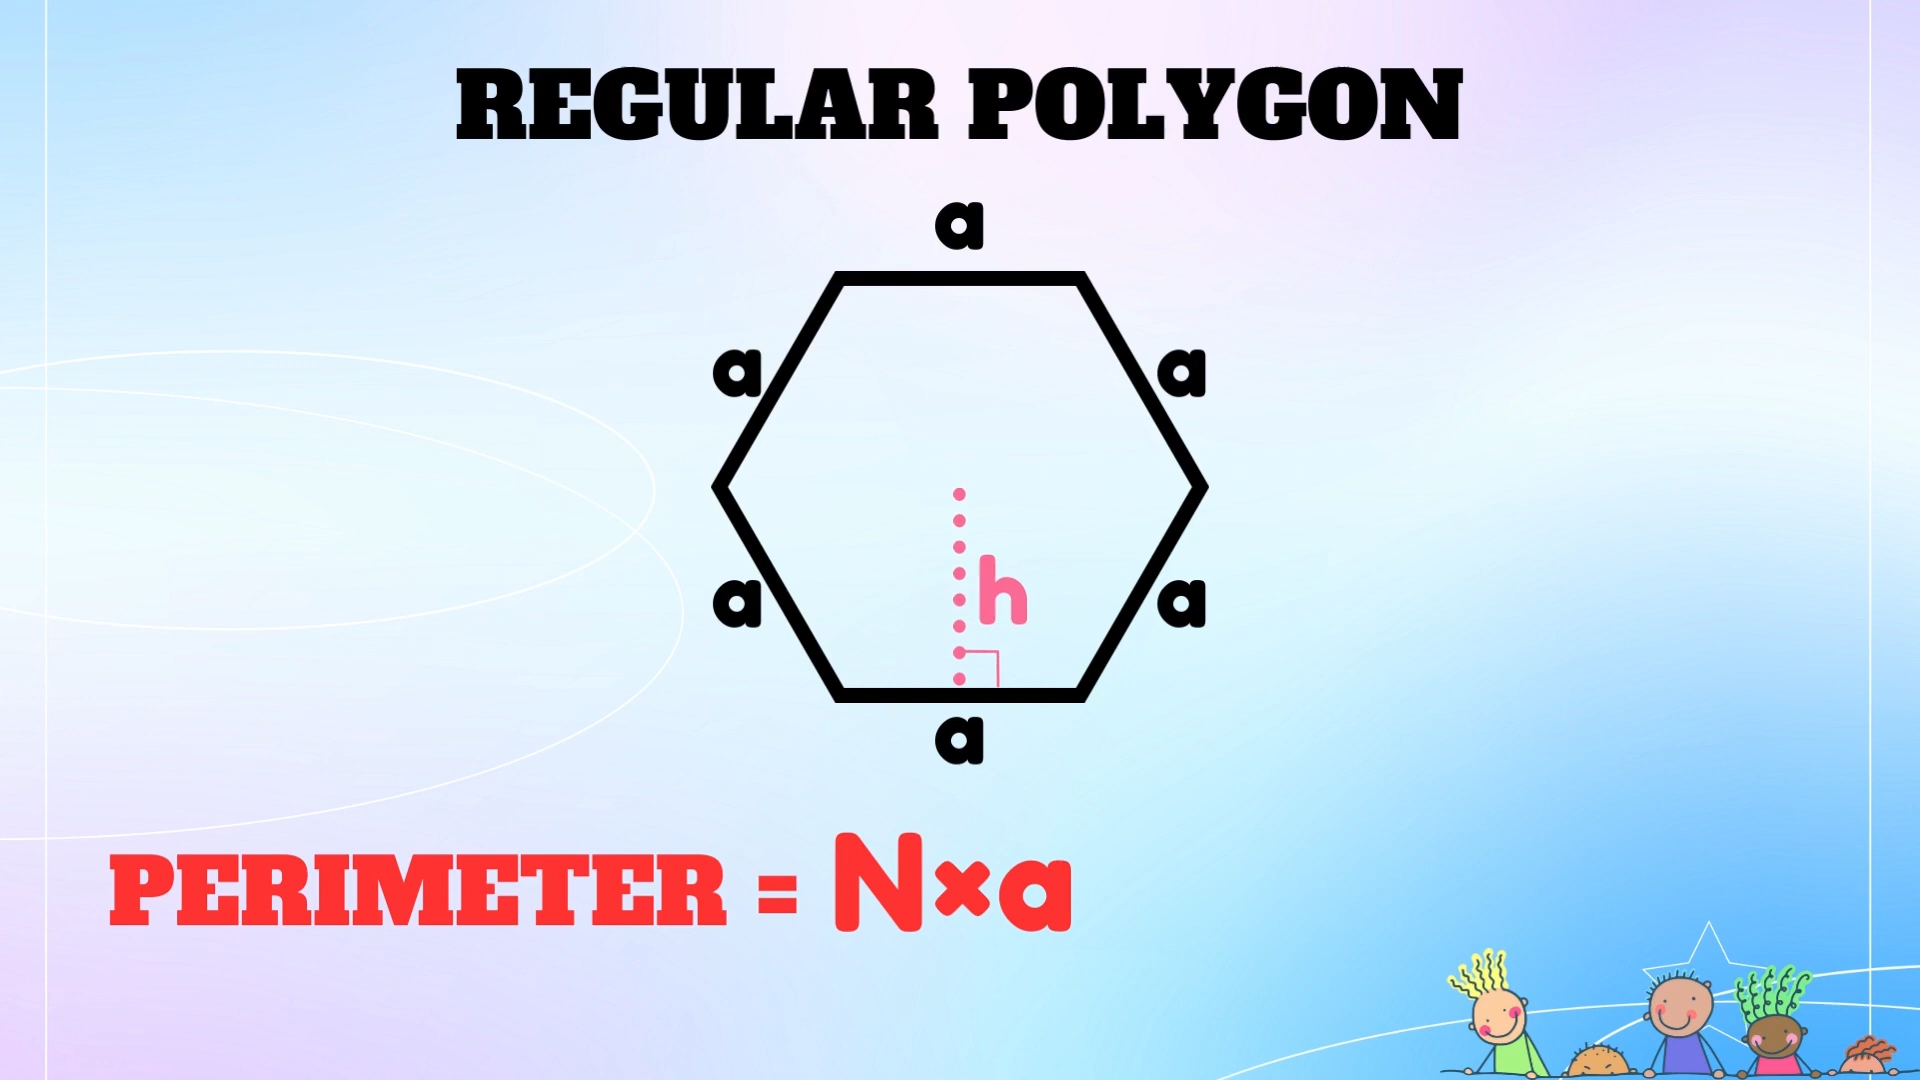 REGULAR POLYGON
a
a a
h
a a
a
PERIMETER = N×a